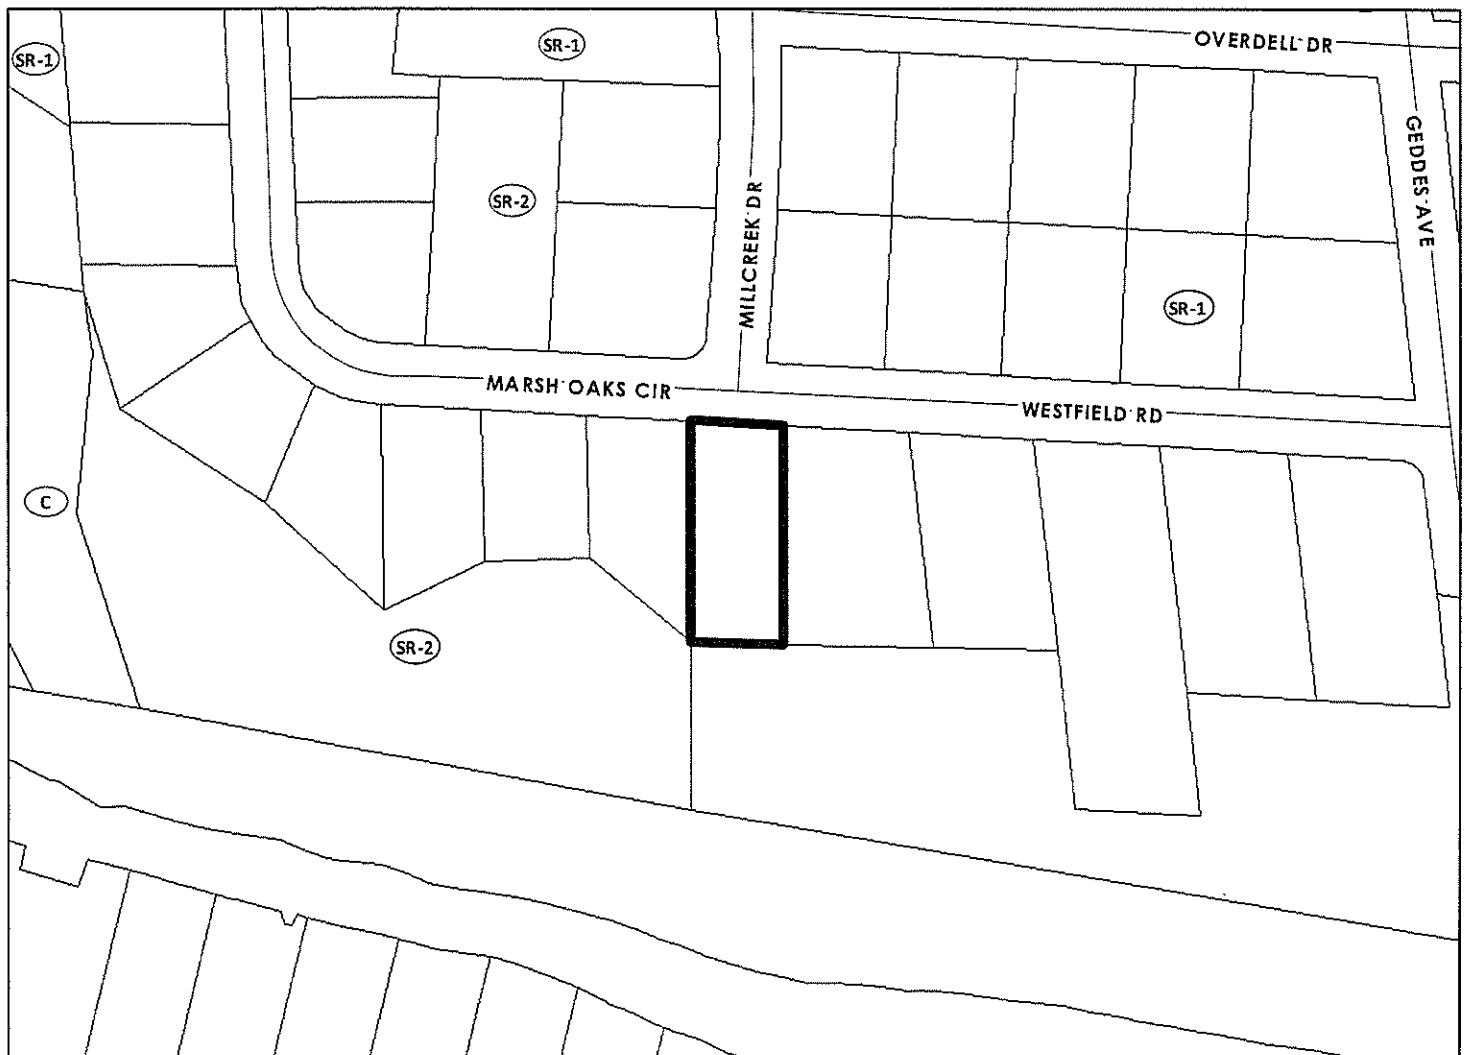 SR-1
SR-1
OVERDELL DR
GEDDES AVE
SR-2
MILLCREEK DR
SR-1
MARSH OAKS CIR
WESTFIELD RD
C
SR-2